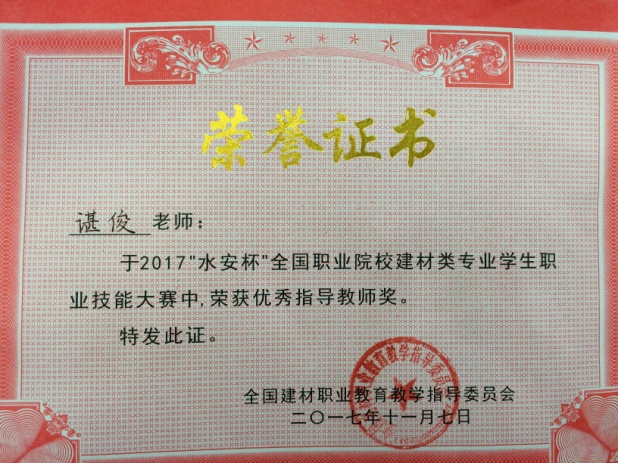 荣誉证书
谌俊 老师：
于2017"水安杯"全国职业院校建材类专业学生职
业技能大赛中,荣获优秀指导教师奖。
特发此证。
全国建材职业教育教学指导委员会
二〇一七年十一月七日